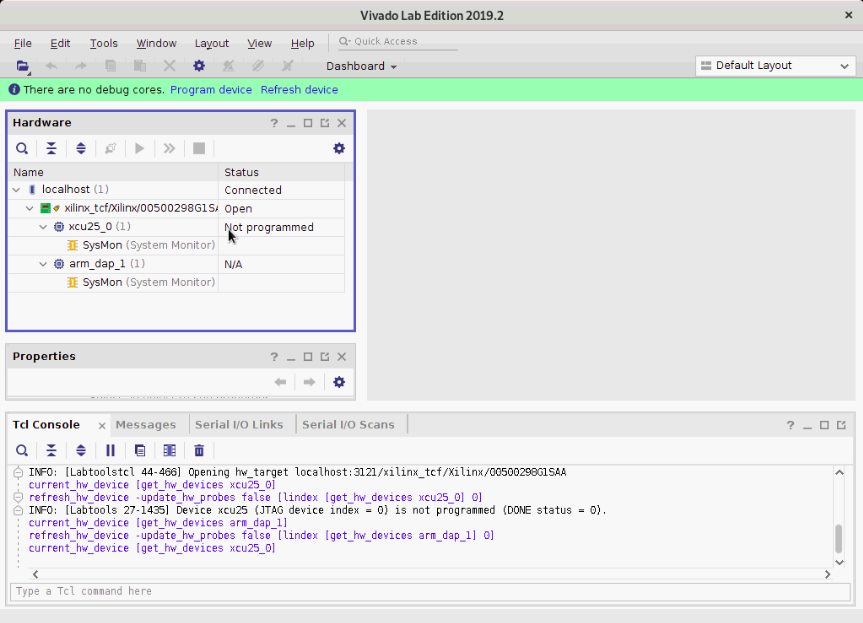 Vivado Lab Edition 2019.2
File Edit Tools Window Layout View Help Quick Access
Dashboard Default Layout
There are no debug cores. Program device Refresh device
Hardware
Name Status
localhost (1) Connected
xilinx_tcf/Xilinx/00500298G1SA Open
xcu25_0 (1) Not programmed
SysMon (System Monitor)
arm_dap_1 (1) N/A
SysMon (System Monitor)
Properties
Tcl Console Messages Serial I/O Links Serial I/O Scans
INFO: [Labtoolstcl 44-466] Opening hw_target localhost:3121/xilinx_tcf/Xilinx/00500298G1SAA
current_hw_device [get_hw_devices xcu25_0]
refresh_hw_device -update_hw_probes false [lindex [get_hw_devices xcu25_0] 0]
INFO: [Labtools 27-1435] Device xcu25 (JTAG device index = 0) is not programmed (DONE status = 0).
current_hw_device [get_hw_devices arm_dap_1]
refresh_hw_device -update_hw_probes false [lindex [get_hw_devices arm_dap_1] 0]
current_hw_device [get_hw_devices xcu25_0]
Type a Tcl command here